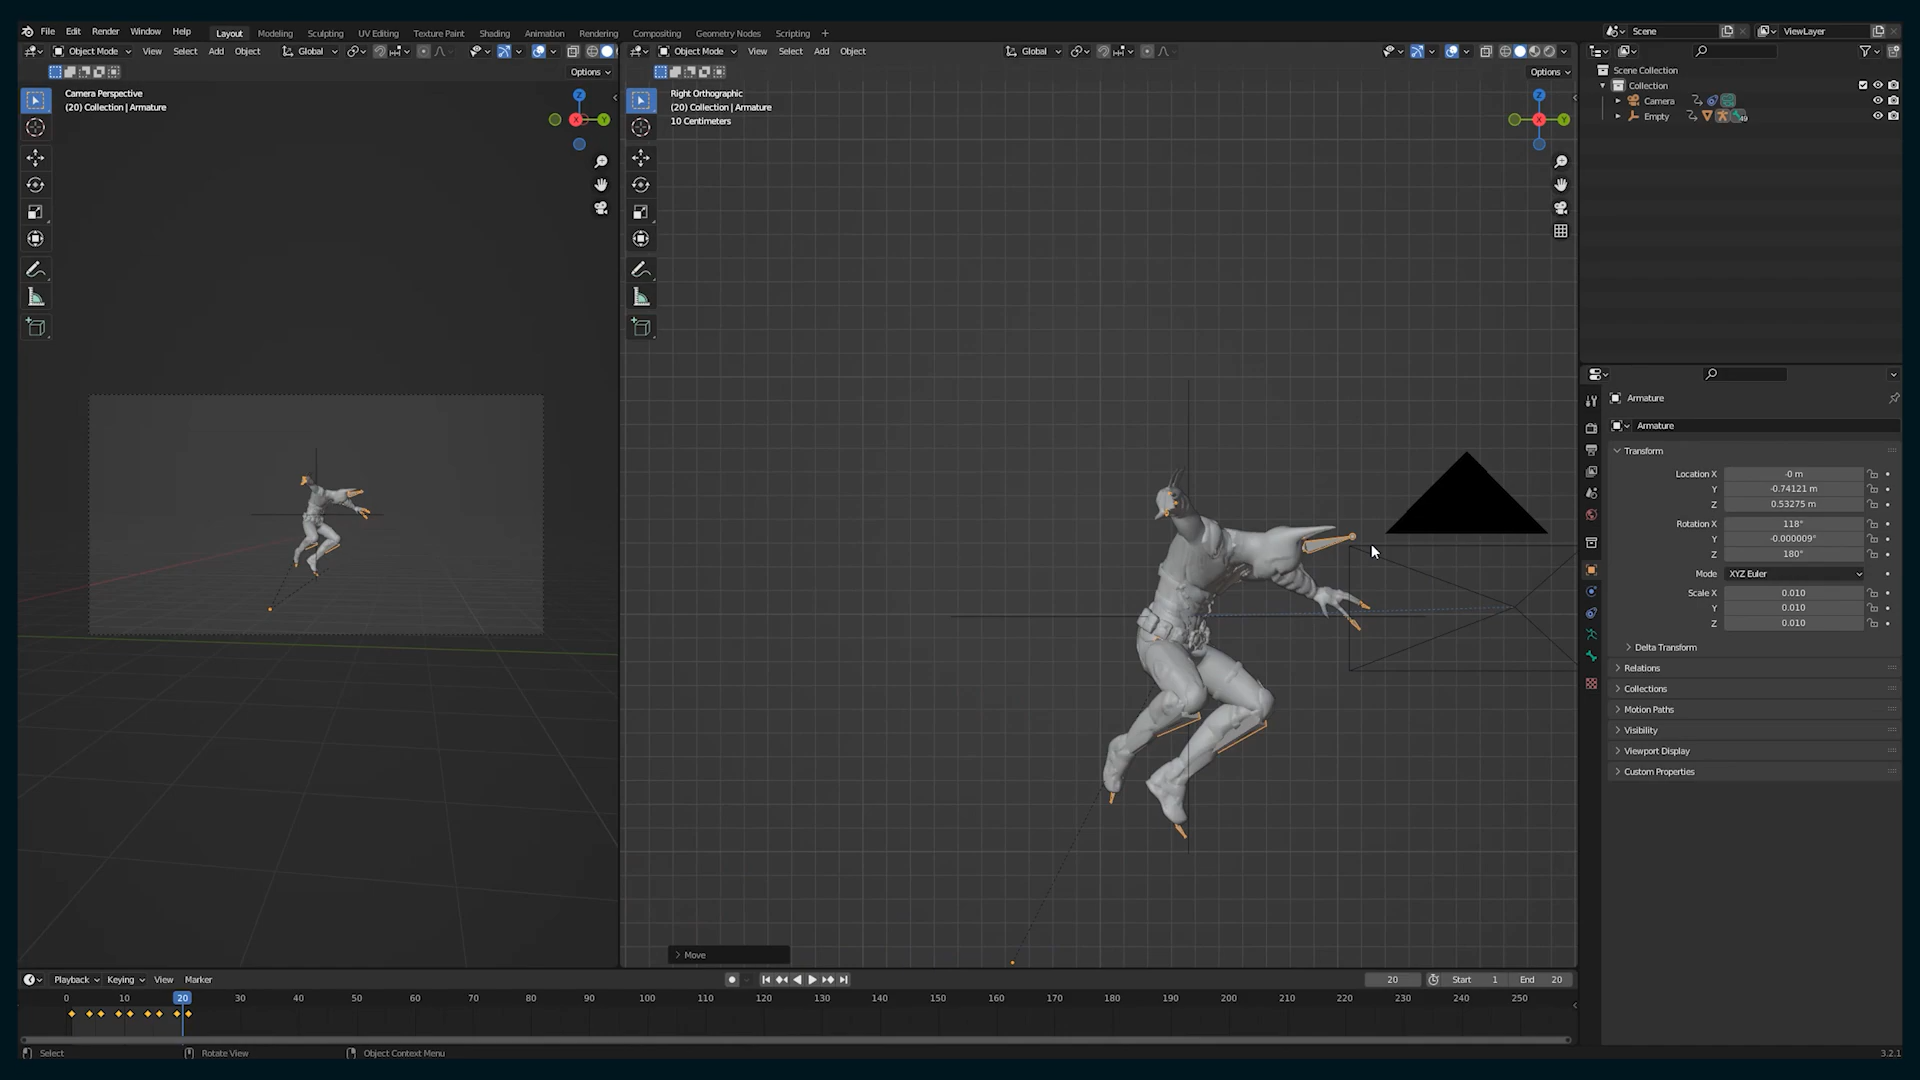 File Edit Render Window Help Layout Modeling Sculpting UV Editing Texture Paint Shading Animation Rendering Compositing Geometry Nodes Scripting + Scene ViewLayer
Object Mode View Select Add Object Global
Options
Camera Perspective
(20) Collection | Armature
Z
X
Y
Object Mode View Select Add Object Global
Options
Right Orthographic
(20) Collection | Armature
10 Centimeters
Z
X
Y
Move
Scene Collection
Collection
Camera
Empty
49
Armature
Armature
Transform
Location X -0 m
Y -0.74121 m
Z 0.53275 m
Rotation X 118°
Y -0.000009°
Z 180°
Mode XYZ Euler
Scale X 0.010
Y 0.010
Z 0.010
Delta Transform
Relations
Collections
Motion Paths
Visibility
Viewport Display
Custom Properties
Playback Keying View Marker 20 Start 1 End 20
0 10 20 30 40 50 60 70 80 90 100 110 120 130 140 150 160 170 180 190 200 210 220 230 240 250
Select Rotate View Object Context Menu 3.2.1